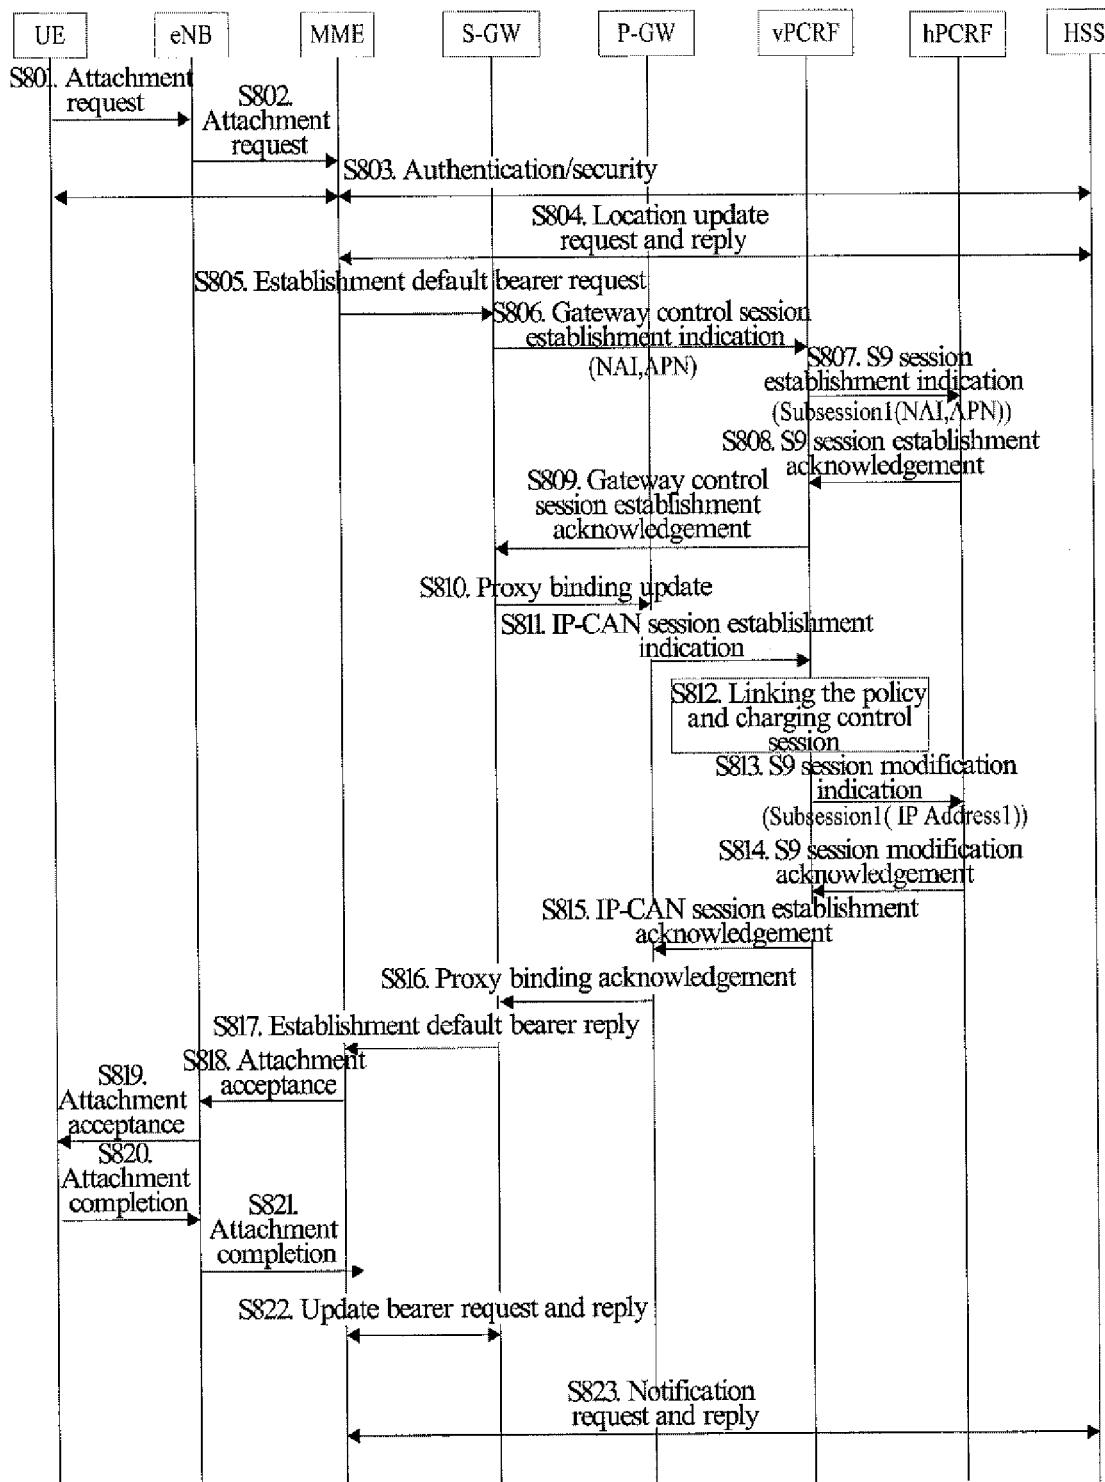 UE
eNB
MME
S-GW
P-GW
vPCRF
hPCRF
HSS
S801. Attachment
request
S802.
Attachment
request
S803. Authentication/security
S804. Location update
request and reply
S805. Establishment default bearer request
S806. Gateway control session
establishment indication
(NAI,APN)
S807. S9 session
establishment indication
(Subsession1(NAI,APN))
S808. S9 session establishment
acknowledgement
S809. Gateway control
session establishment
acknowledgement
S810. Proxy binding update
S811. IP-CAN session establishment
indication
S812. Linking the policy
and charging control
session
S813. S9 session modification
indication
(Subsession1( IP Address1))
S814. S9 session modification
acknowledgement
S815. IP-CAN session establishment
acknowledgement
S816. Proxy binding acknowledgement
S817. Establishment default bearer reply
S818. Attachment
acceptance
S819.
Attachment
acceptance
S820.
Attachment
completion
S821.
Attachment
completion
S822. Update bearer request and reply
S823. Notification
request and reply